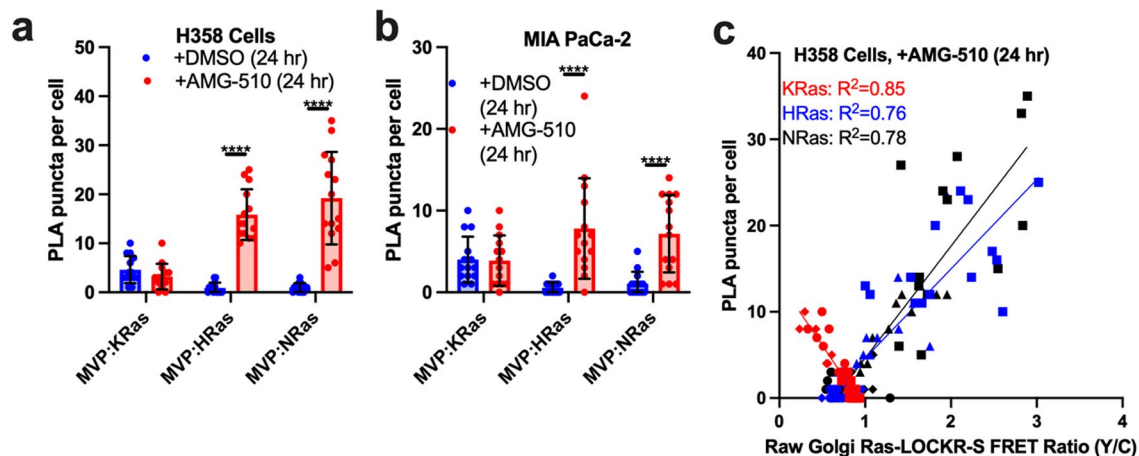 a
H358 Cells
+DMSO (24 hr)
+AMG-510 (24 hr)
PLA puncta per cell
50
40
30
20
10
0
****
****
MVP:KRas
MVP:HRas
MVP:NRas
b
MIA PaCa-2
+DMSO
(24 hr)
+AMG-510
(24 hr)
PLA puncta per cell
30
20
10
0
****
****
MVP:KRas
MVP:HRas
MVP:NRas
c
H358 Cells, +AMG-510 (24 hr)
KRas: R²=0.85
HRas: R²=0.76
NRas: R²=0.78
PLA puncta per cell
40
30
20
10
0
0 1 2 3 4
Raw Golgi Ras-LOCKR-S FRET Ratio (Y/C)